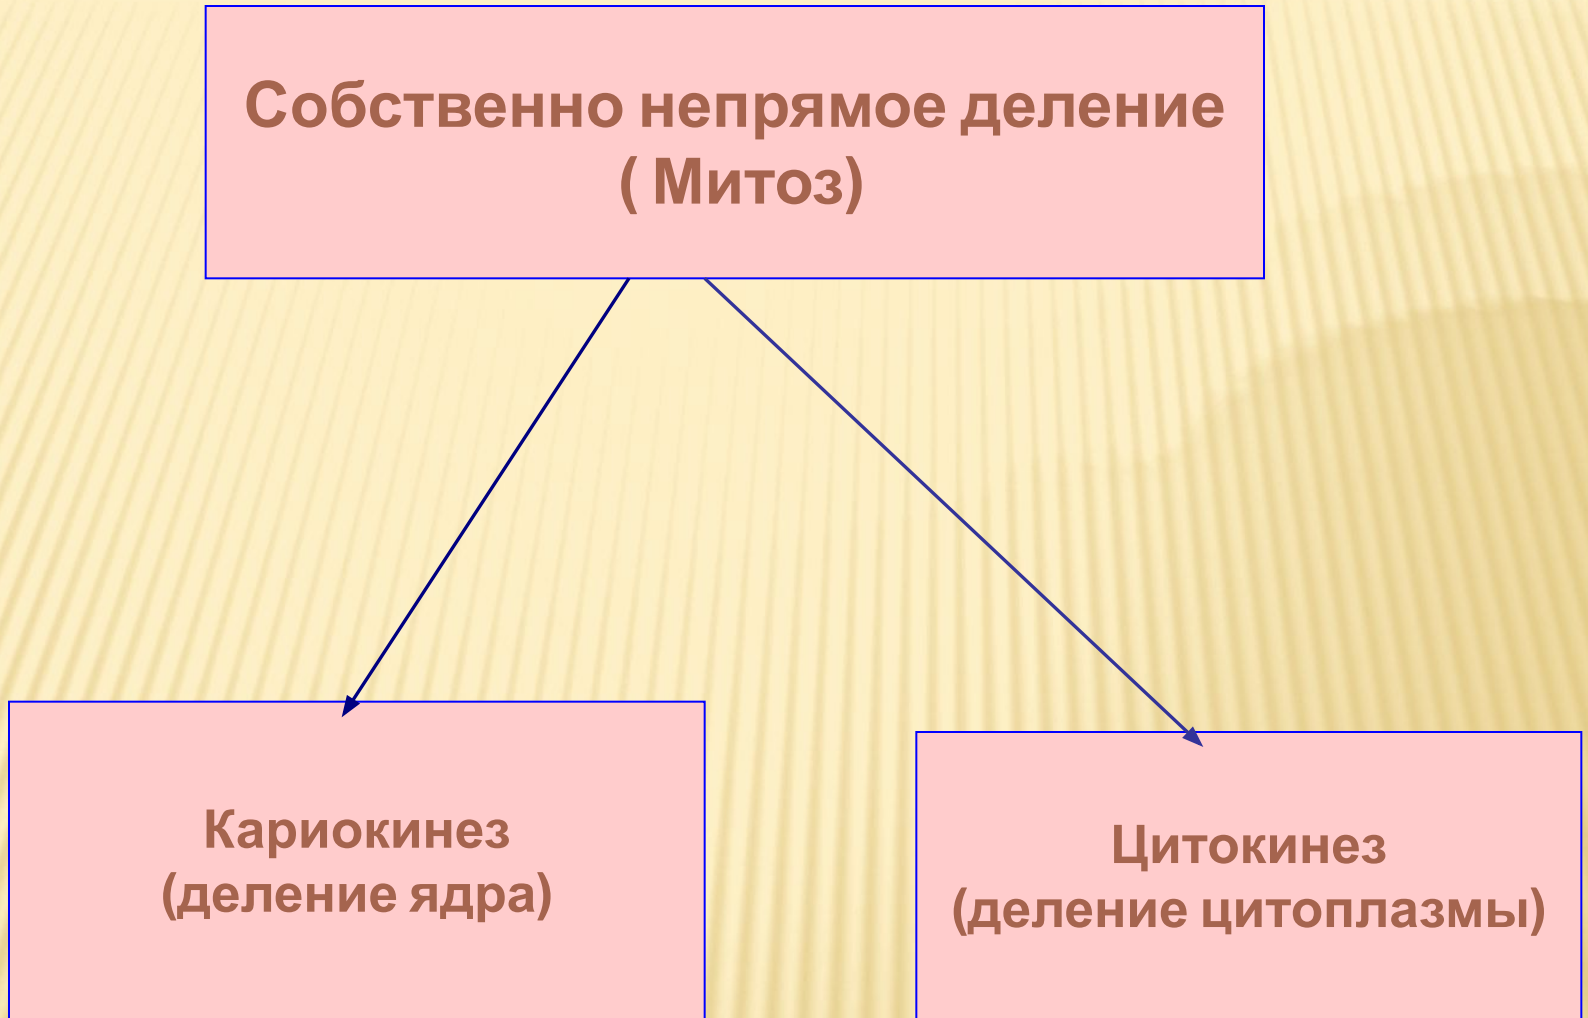 Собственно непрямое деление
( Митоз)
Кариокинез
(деление ядра)
Цитокинез
(деление цитоплазмы)